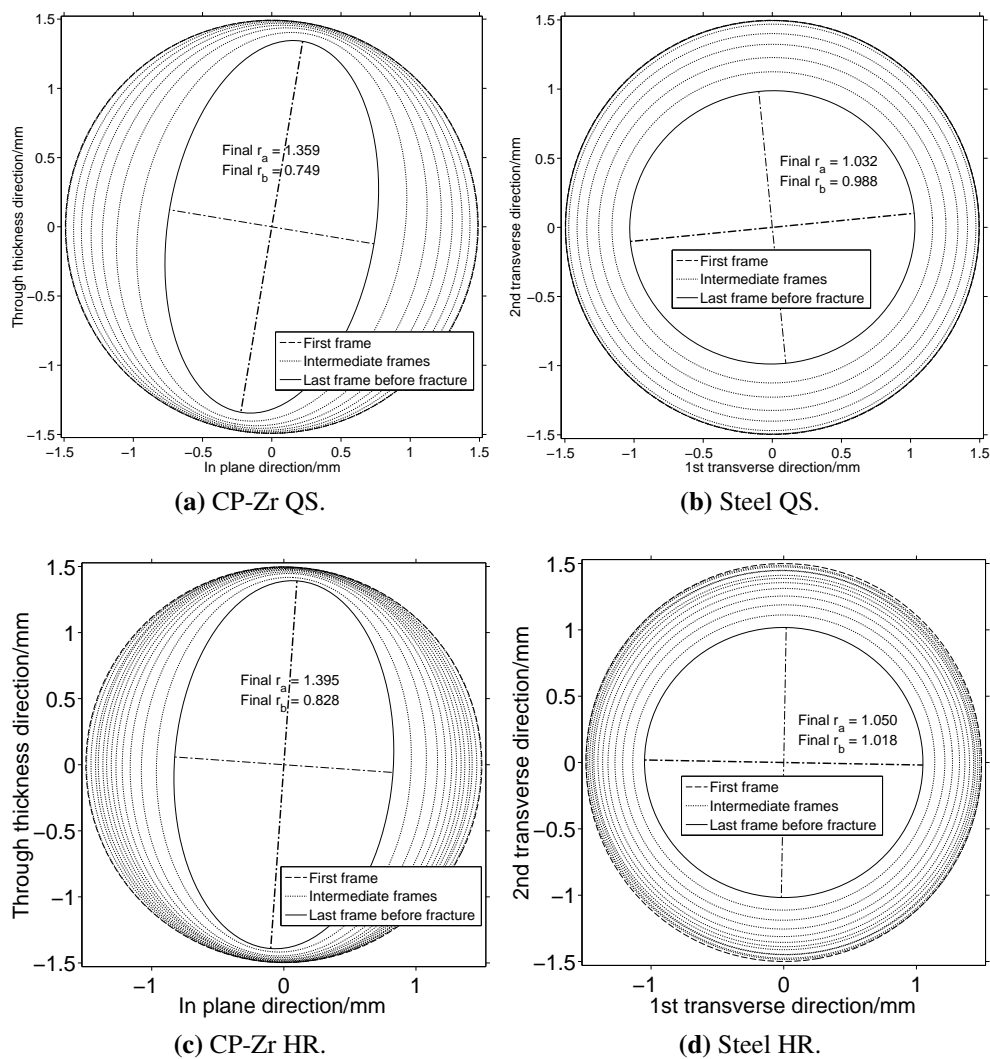 1.5
1
0.5
0
−0.5
−1
−1.5
Through thickness direction/mm
Final r_a = 1.359
Final r_b = 0.749
First frame
Intermediate frames
Last frame before fracture
−1.5 −1 −0.5 0 0.5 1 1.5
In plane direction/mm
(a) CP-Zr QS.
1.5
1
0.5
0
−0.5
−1
−1.5
2nd transverse direction/mm
Final r_a = 1.032
Final r_b = 0.988
First frame
Intermediate frames
Last frame before fracture
−1.5 −1 −0.5 0 0.5 1 1.5
1st transverse direction/mm
(b) Steel QS.
1.5
1
0.5
0
−0.5
−1
−1.5
Through thickness direction/mm
Final r_a = 1.395
Final r_b = 0.828
First frame
Intermediate frames
Last frame before fracture
−1 0 1
In plane direction/mm
(c) CP-Zr HR.
1.5
1
0.5
0
−0.5
−1
−1.5
2nd transverse direction/mm
Final r_a = 1.050
Final r_b = 1.018
First frame
Intermediate frames
Last frame before fracture
−1 0 1
1st transverse direction/mm
(d) Steel HR.